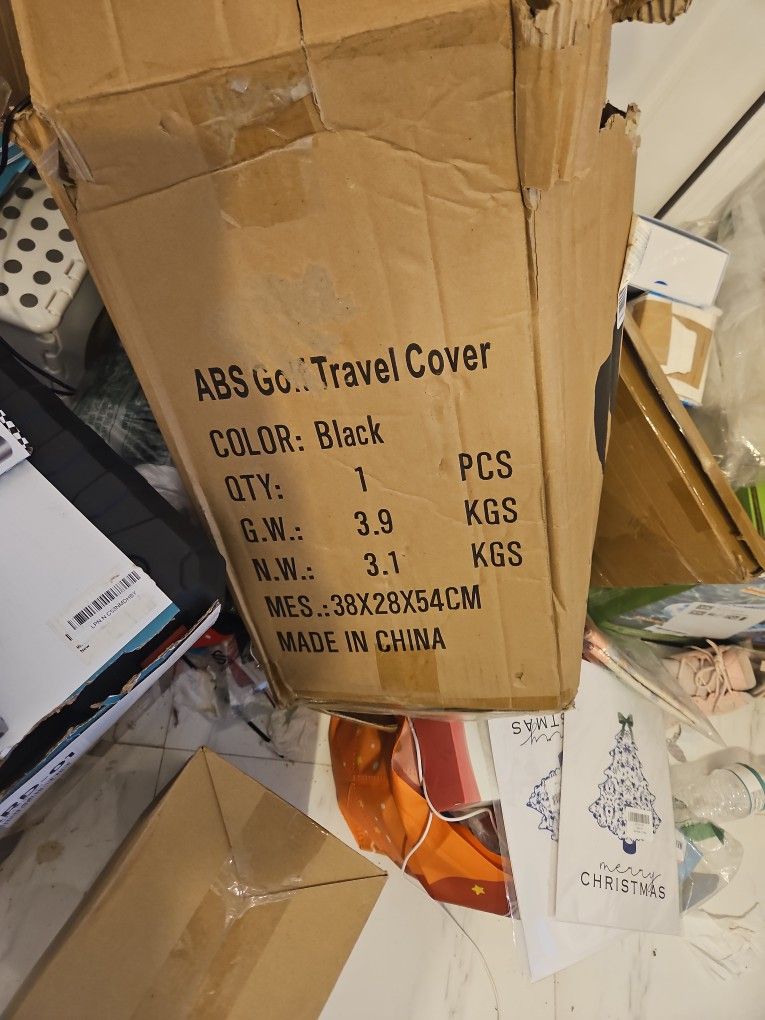 ABS Golf Travel Cover
COLOR: Black
QTY: 1 PCS
G.W.: 3.9 KGS
N.W.: 3.1 KGS
MES.:38X28X54CM
MADE IN CHINA
merry
CHRISTMAS